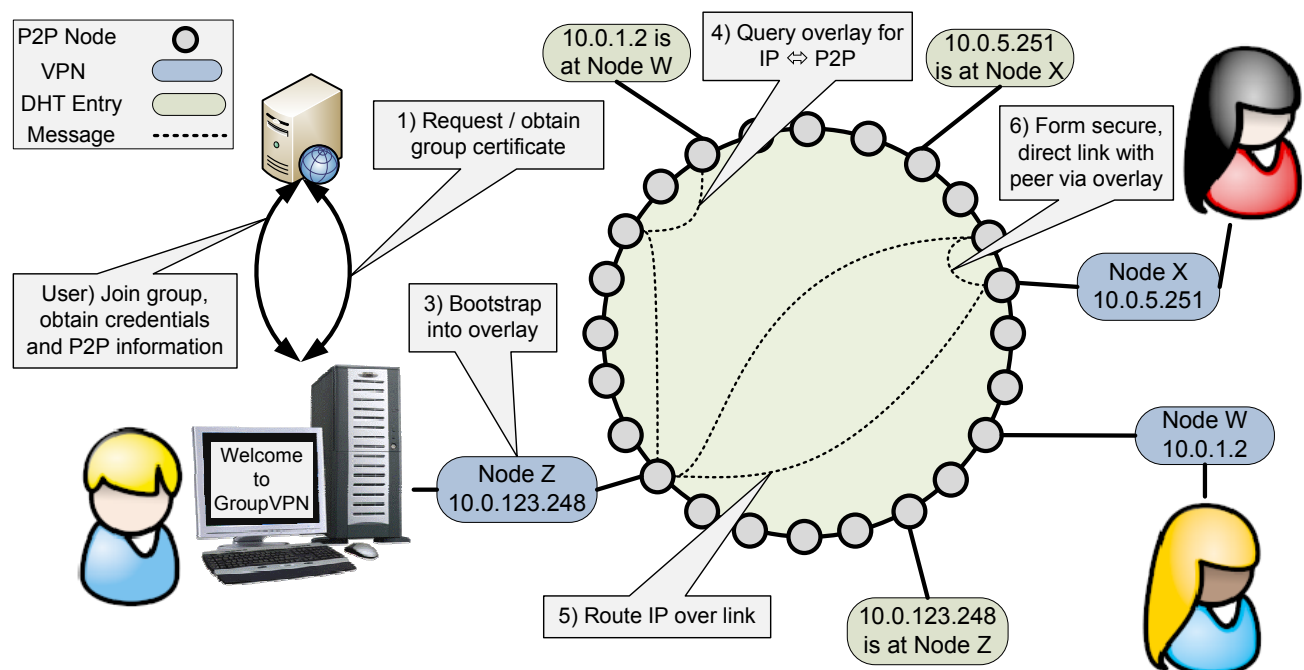 P2P Node
VPN
DHT Entry
Message
1) Request / obtain
group certificate
User) Join group,
obtain credentials
and P2P information
3) Bootstrap
into overlay
Welcome
to
GroupVPN
Node Z
10.0.123.248
10.0.1.2 is
at Node W
4) Query overlay for
IP ⇔ P2P
10.0.5.251
is at Node X
6) Form secure,
direct link with
peer via overlay
Node X
10.0.5.251
Node W
10.0.1.2
5) Route IP over link
10.0.123.248
is at Node Z